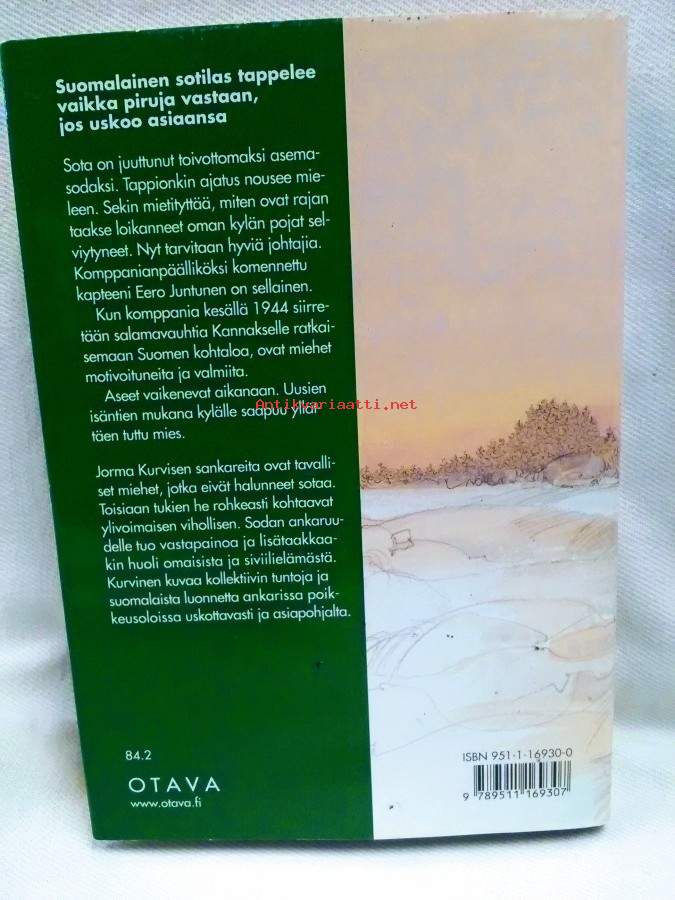 Suomalainen sotilas tappelee
vaikka piruja vastaan,
jos uskoo asiaansa
Sota on juuttunut toivottomaksi asema-
sodaksi. Tappionkin ajatus nousee mie-
leen. Sekin mietityttää, miten ovat rajan
taakse loikanneet oman kylän pojat sel-
viytyneet. Nyt tarvitaan hyviä johtajia.
Komppanianpäälliköksi komennettu
kapteeni Eero Juntunen on sellainen.
Kun komppania kesällä 1944 siirre-
tään salamavauhtia Kannakselle ratkai-
semaan Suomen kohtaloa, ovat miehet
motivoituneita ja valmiita.
Aseet vaikenevat aikanaan. Uusien
isäntien mukana kylälle saapuu yllät-
täen tuttu mies.
Antikvariaatti.net
Jorma Kurvisen sankareita ovat tavalli-
set miehet, jotka eivät halunneet sotaa.
Toisiaan tukien he rohkeasti kohtaavat
ylivoimaisen vihollisen. Sodan ankaruu-
delle tuo vastapainoa ja lisätaakkaa-
kin huoli omaisista ja siviilielämästä.
Kurvinen kuvaa kollektiivin tuntoja ja
suomalaista luonnetta ankarissa poik-
keusoloissa uskottavasti ja asiapohjalta.
84.2
OTAVA
www.otava.fi
ISBN 951-1-16930-0
9 789511 169307